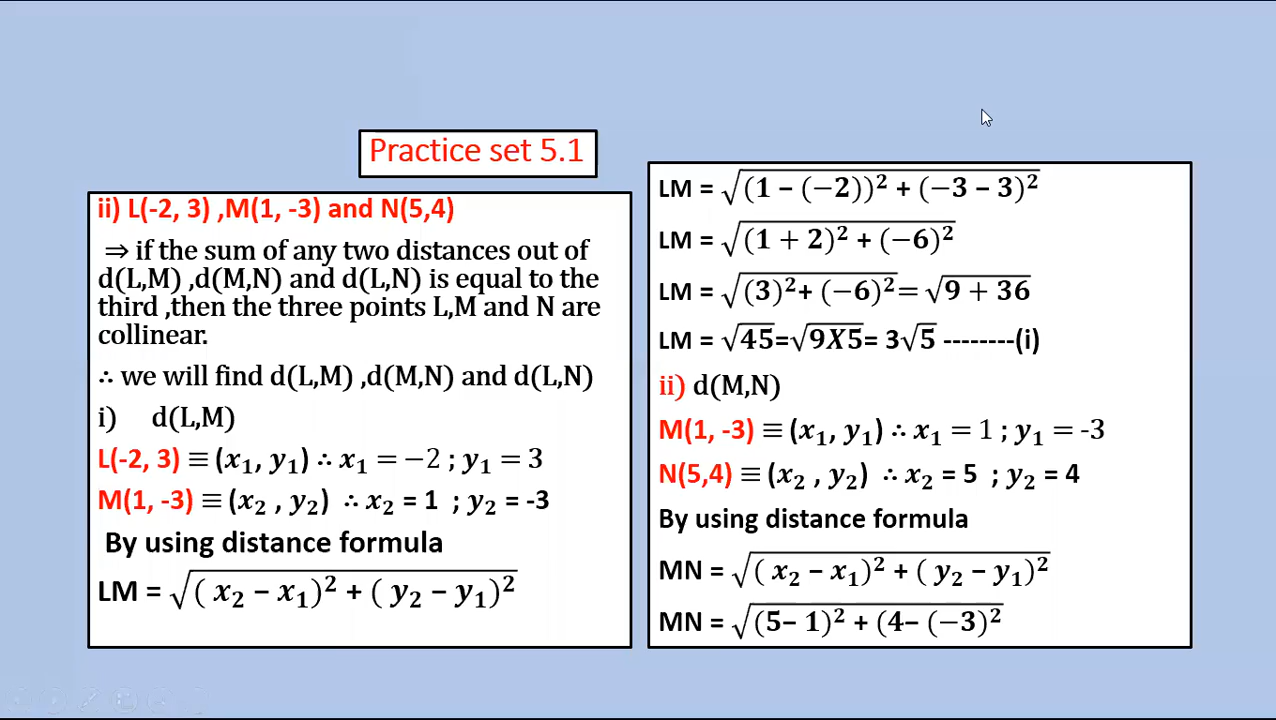 Practice set 5.1
ii) L(-2, 3) ,M(1, -3) and N(5,4)
⇒ if the sum of any two distances out of
d(L,M) ,d(M,N) and d(L,N) is equal to the
third ,then the three points L,M and N are
collinear.
∴ we will find d(L,M) ,d(M,N) and d(L,N)
i) d(L,M)
L(-2, 3) ≡ (x₁, y₁) ∴ x₁ = −2 ; y₁ = 3
M(1, -3) ≡ (x₂ , y₂) ∴ x₂ = 1 ; y₂ = -3
By using distance formula
LM = √( x₂ − x₁)² + ( y₂ − y₁)²
LM = √(1 − (−2))² + (−3 − 3)²
LM = √(1 + 2)² + (−6)²
LM = √(3)²+ (−6)²= √9 + 36
LM = √45=√9X5= 3√5 --------(i)
ii) d(M,N)
M(1, -3) ≡ (x₁, y₁) ∴ x₁ = 1 ; y₁ = -3
N(5,4) ≡ (x₂ , y₂) ∴ x₂ = 5 ; y₂ = 4
By using distance formula
MN = √( x₂ − x₁)² + ( y₂ − y₁)²
MN = √(5− 1)² + (4− (−3)²